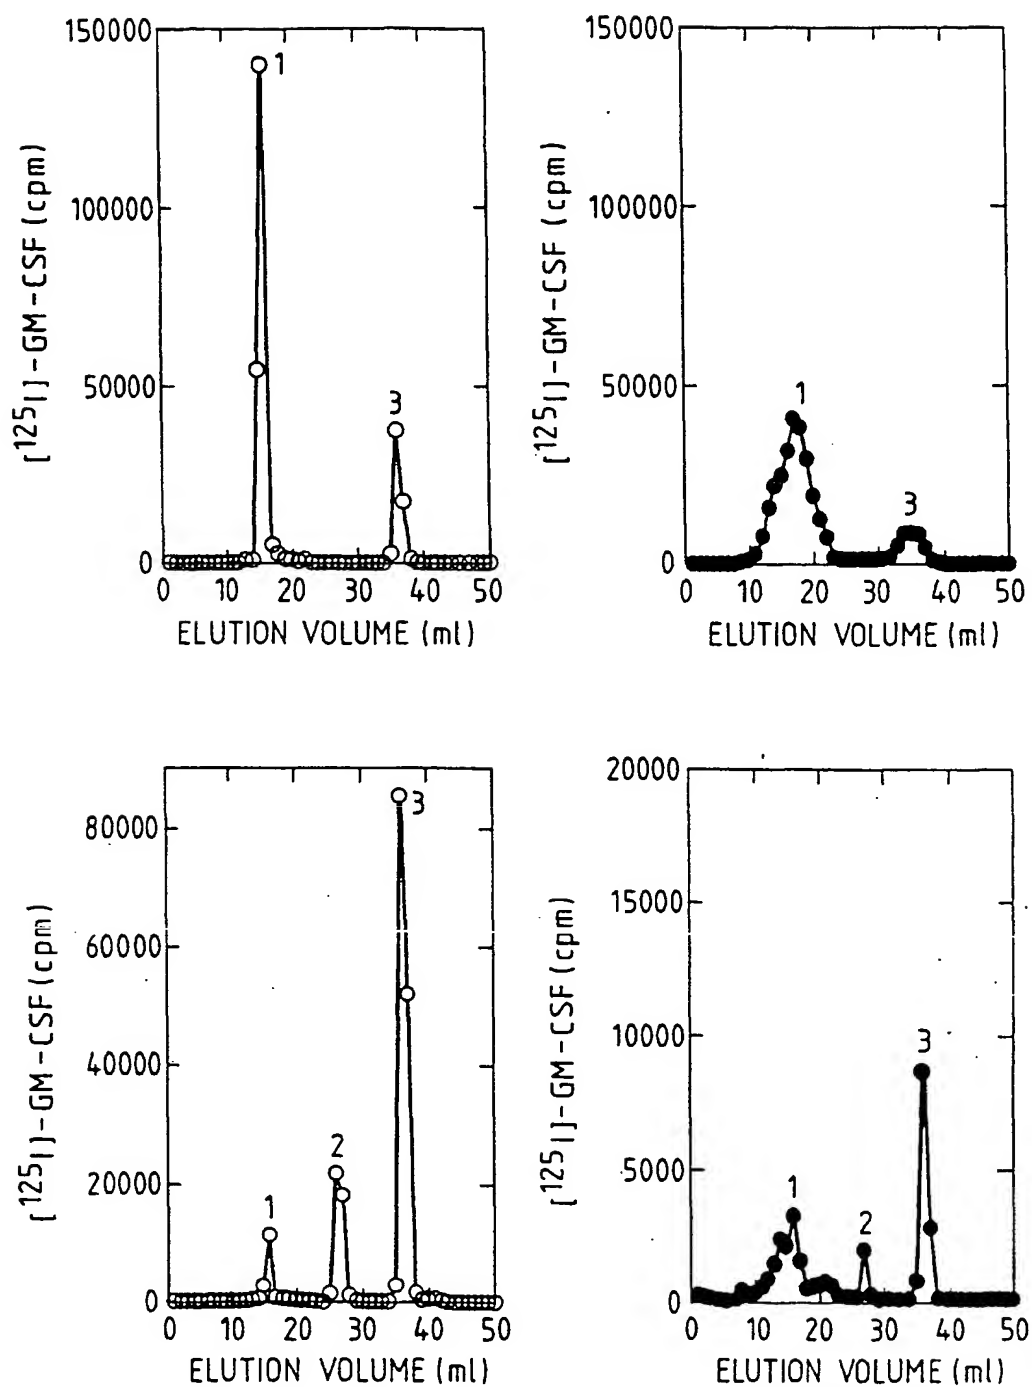 150000
100000
50000
0
[¹²⁵I]-GM-CSF (cpm)
1
3
0 10 20 30 40 50
ELUTION VOLUME (ml)
150000
100000
50000
0
[¹²⁵I]-GM-CSF (cpm)
1
3
0 10 20 30 40 50
ELUTION VOLUME (ml)
80000
60000
40000
20000
0
[¹²⁵I]-GM-CSF (cpm)
1
2
3
0 10 20 30 40 50
ELUTION VOLUME (ml)
20000
15000
10000
5000
0
[¹²⁵I]-GM-CSF (cpm)
1
2
3
0 10 20 30 40 50
ELUTION VOLUME (ml)